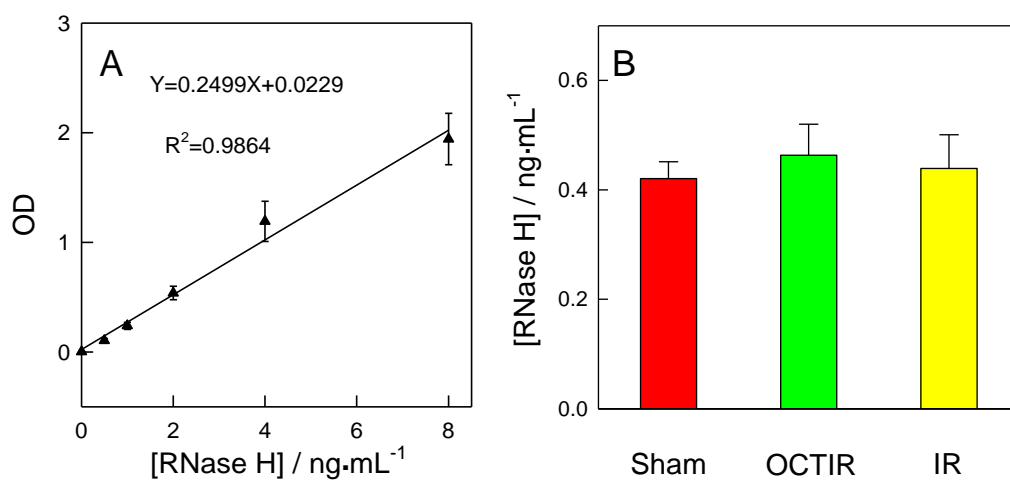 A
Y=0.2499X+0.0229
R²=0.9864
3
2
1
0
OD
0 2 4 6 8
[RNase H] / ng·mL⁻¹
B
0.6
0.4
0.2
0.0
[RNase H] / ng·mL⁻¹
Sham OCTIR IR